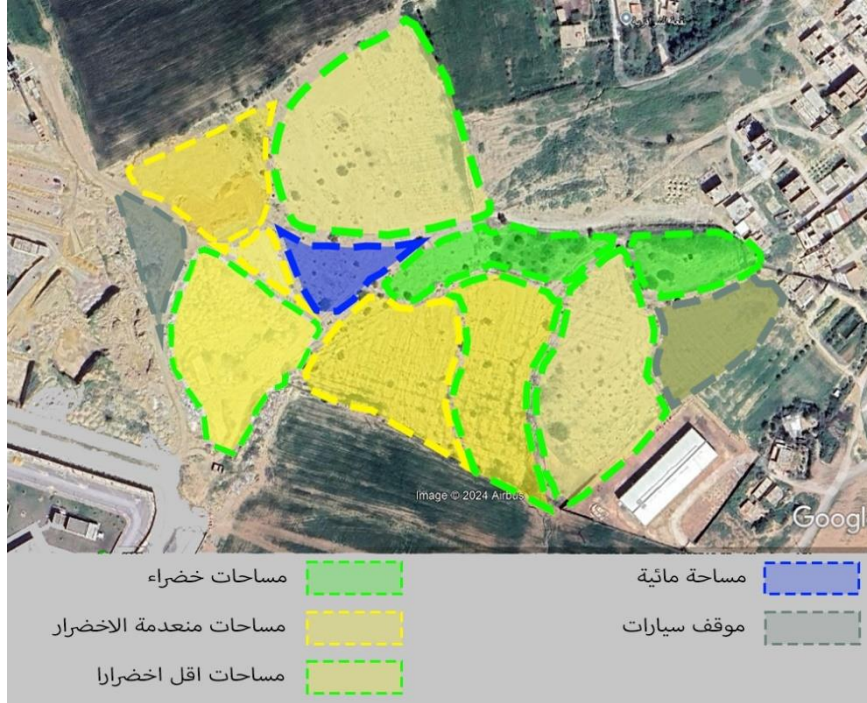 Image © 2024 Airbus
Googl
مساحة مائية
مساحات خضراء
موقف سيارات
مساحات منعدمة الاخضرار
مساحات اقل اخضرارا